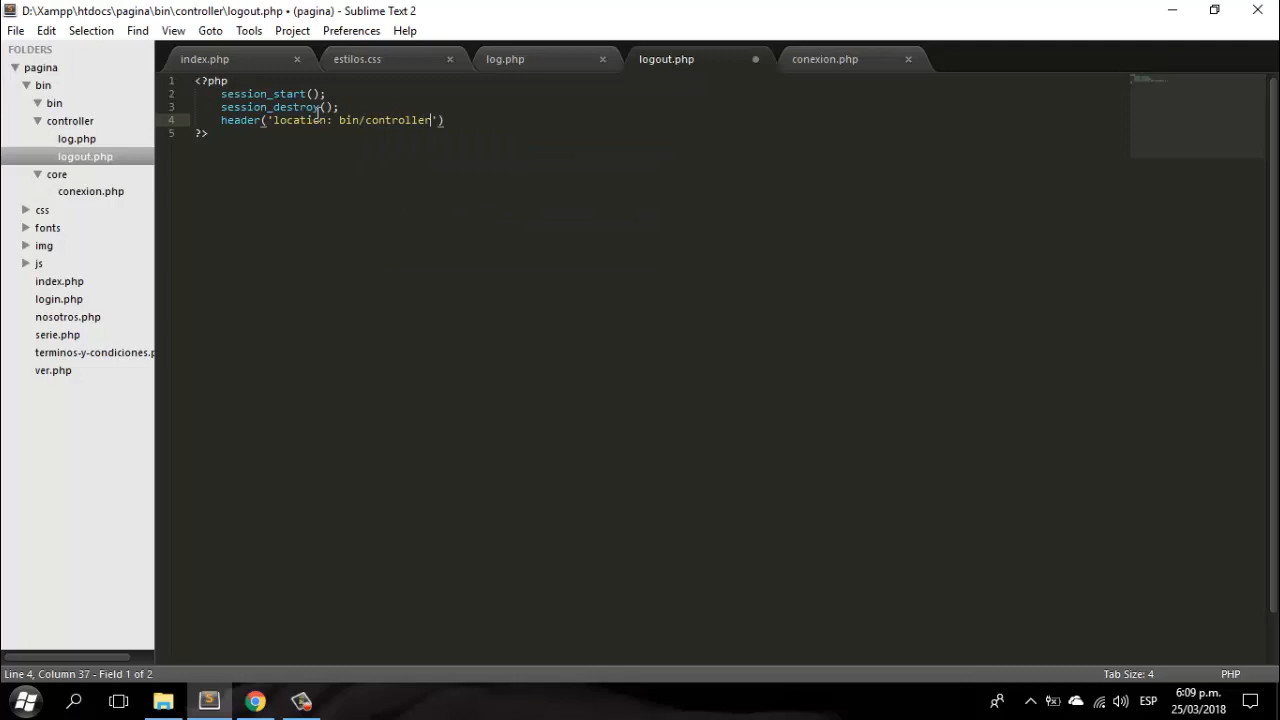 D:\Xampp\htdocs\pagina\bin\controller\logout.php • (pagina) - Sublime Text 2
File Edit Selection Find View Goto Tools Project Preferences Help
FOLDERS
pagina
bin
bin
controller
log.php
logout.php
core
conexion.php
css
fonts
img
js
index.php
login.php
nosotros.php
serie.php
terminos-y-condiciones.p
ver.php
index.php × estilos.css × log.php × logout.php conexion.php ×
1 <?php
2 session_start();
3 session_destroy();
4 header('location: bin/controller')
5 ?>
Line 4, Column 37 - Field 1 of 2 Tab Size: 4 PHP
ESP 6:09 p.m.
25/03/2018